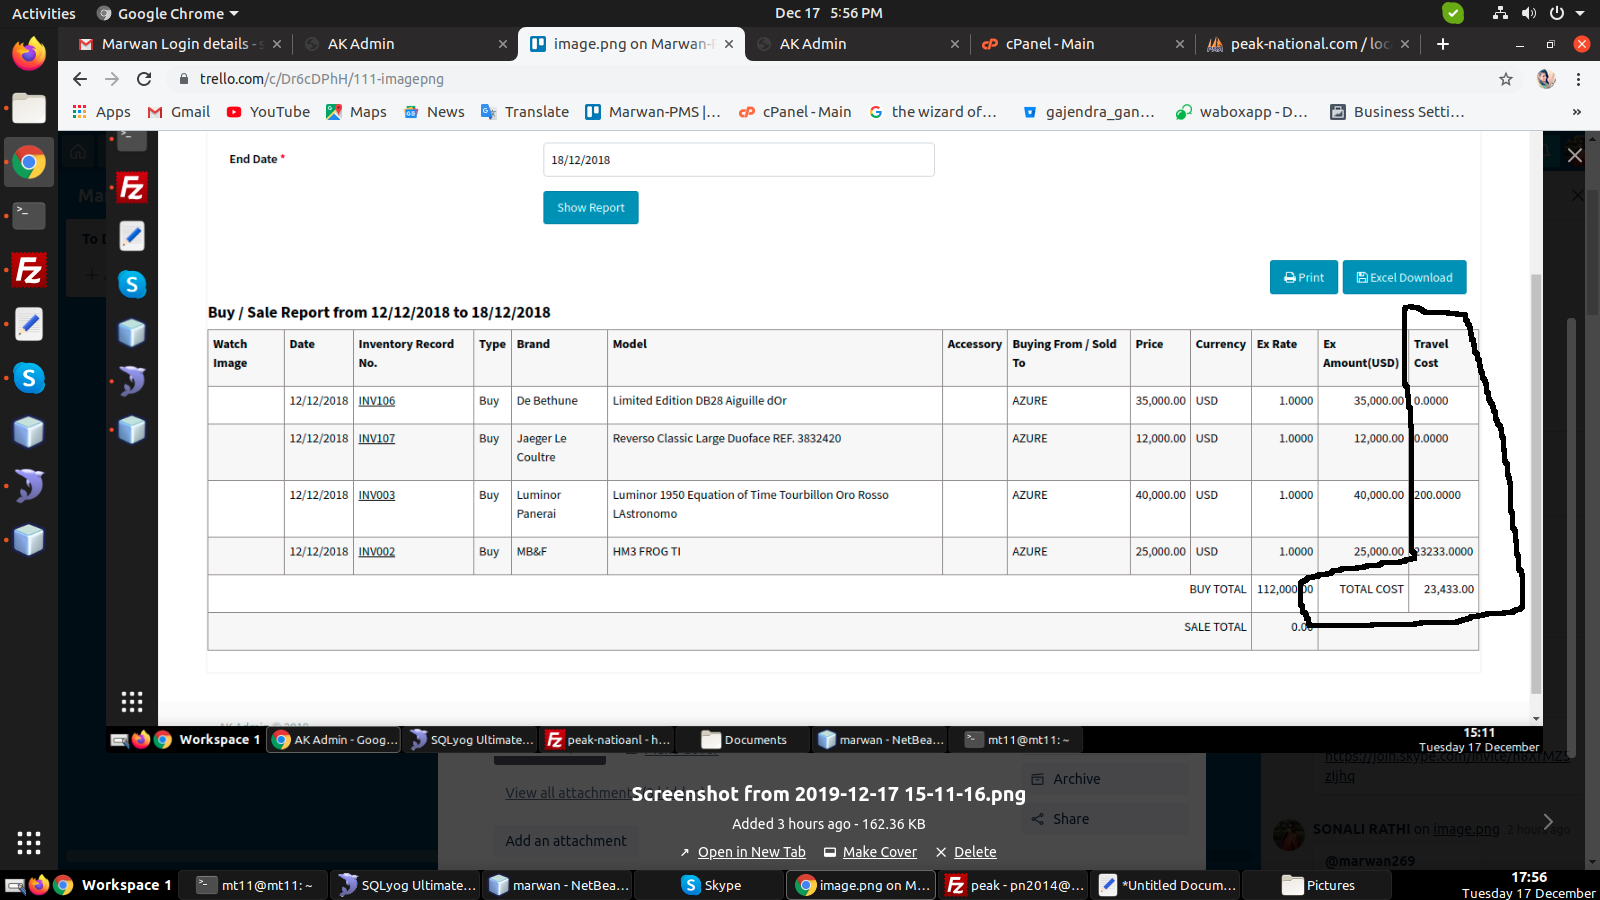 Activities
Google Chrome
Dec 17 5:56 PM
Marwan Login details - s
AK Admin
image.png on Marwan-P
AK Admin
cPanel - Main
peak-national.com / loc
trello.com/c/Dr6cDPhH/111-imagepng
Apps
Gmail
YouTube
Maps
News
Translate
Marwan-PMS |...
cPanel - Main
the wizard of...
gajendra_gan...
waboxapp - D...
Business Setti...
»
End Date *
18/12/2018
Show Report
Print
Excel Download
Buy / Sale Report from 12/12/2018 to 18/12/2018
Watch Image Date Inventory Record No. Type Brand Model Accessory Buying From / Sold To Price Currency Ex Rate Ex Amount(USD) Travel Cost
12/12/2018 INV106 Buy De Bethune Limited Edition DB28 Aiguille dOr AZURE 35,000.00 USD 1.0000 35,000.00 0.0000
12/12/2018 INV107 Buy Jaeger Le Coultre Reverso Classic Large Duoface REF. 3832420 AZURE 12,000.00 USD 1.0000 12,000.00 0.0000
12/12/2018 INV003 Buy Luminor Panerai Luminor 1950 Equation of Time Tourbillon Oro Rosso LAstronomo AZURE 40,000.00 USD 1.0000 40,000.00 200.0000
12/12/2018 INV002 Buy MB&F HM3 FROG TI AZURE 25,000.00 USD 1.0000 25,000.00 23233.0000
BUY TOTAL 112,000.00 TOTAL COST 23,433.00
SALE TOTAL 0.00
Workspace 1
AK Admin - Goog...
SQLyog Ultimate...
peak-natioanl - h...
Documents
marwan - NetBea...
mt11@mt11: ~
15:11
Tuesday 17 December
View all attachment
Screenshot from 2019-12-17 15-11-16.png
Added 3 hours ago - 162.36 KB
Open in New Tab
Make Cover
Delete
Add an attachment
Archive
Share
zljhq
SONALI RATHI on image.png 2 hours ago
@marwan269
Workspace 1
mt11@mt11: ~
SQLyog Ultimate...
marwan - NetBea...
Skype
image.png on M...
peak - pn2014@...
*Untitled Docum...
Pictures
17:56
Tuesday 17 December